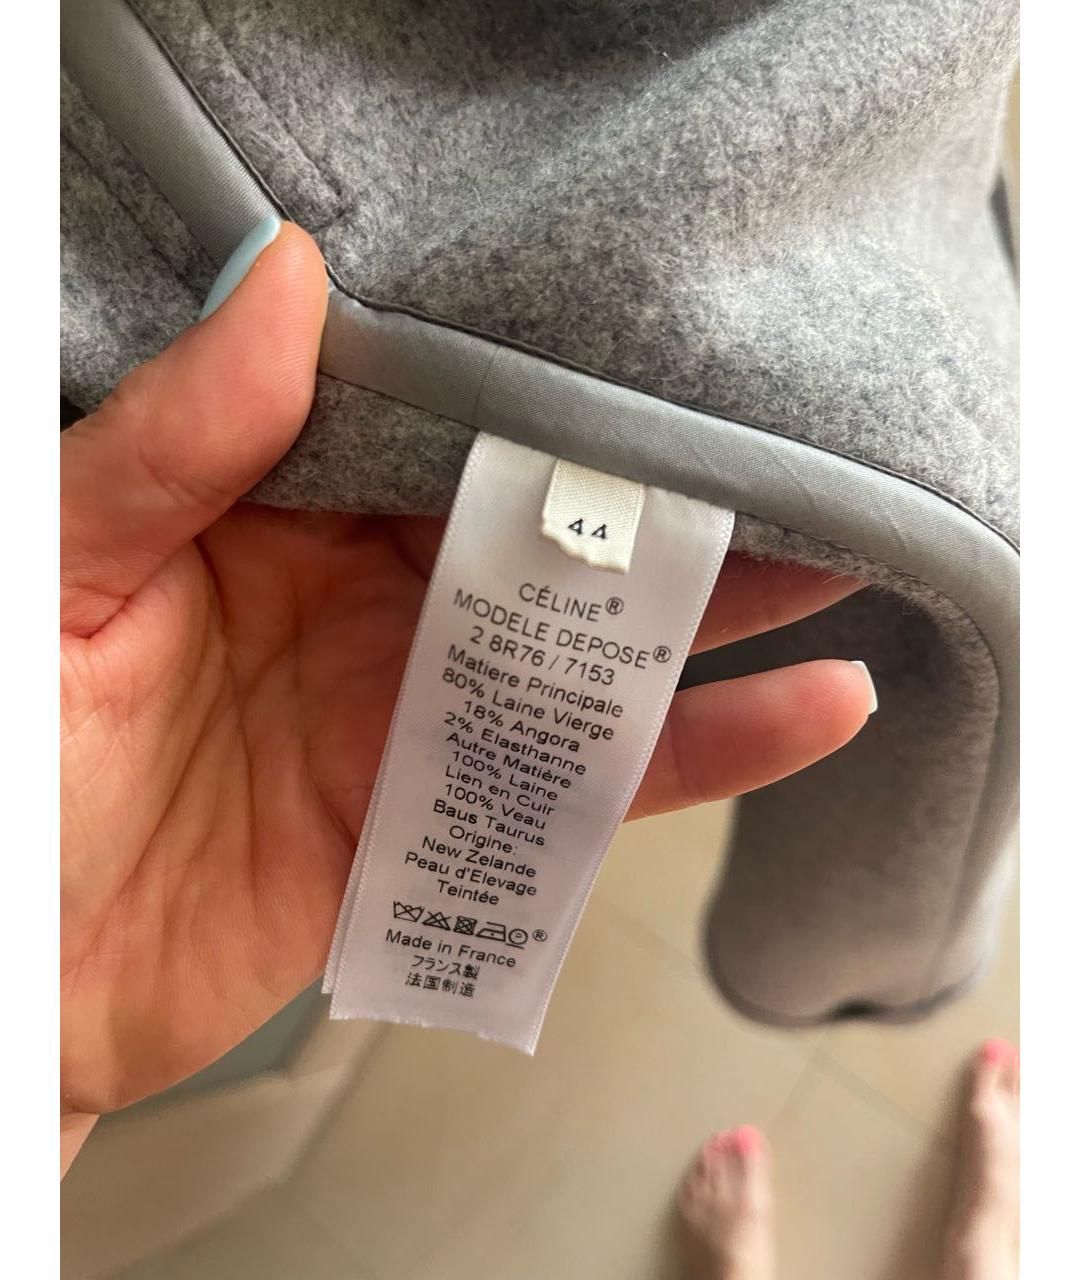 44
CÉLINE®
MODELE DEPOSE®
2 8R76 / 7153
Matiere Principale
80% Laine Vierge
18% Angora
2% Elasthanne
Autre Matière
100% Laine
Lien en Cuir
100% Veau
Baus Taurus
Origine:
New Zelande
Peau d'Elevage
Teintée
®
Made in France
フランス製
法国制造